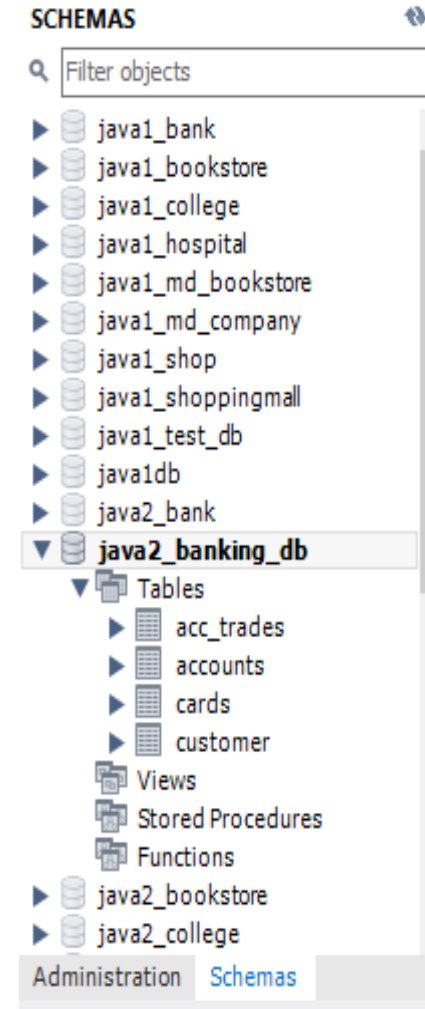 SCHEMAS
Filter objects
java1_bank
java1_bookstore
java1_college
java1_hospital
java1_md_bookstore
java1_md_company
java1_shop
java1_shoppingmall
java1_test_db
java1db
java2_bank
java2_banking_db
Tables
acc_trades
accounts
cards
customer
Views
Stored Procedures
Functions
java2_bookstore
java2_college
Administration Schemas